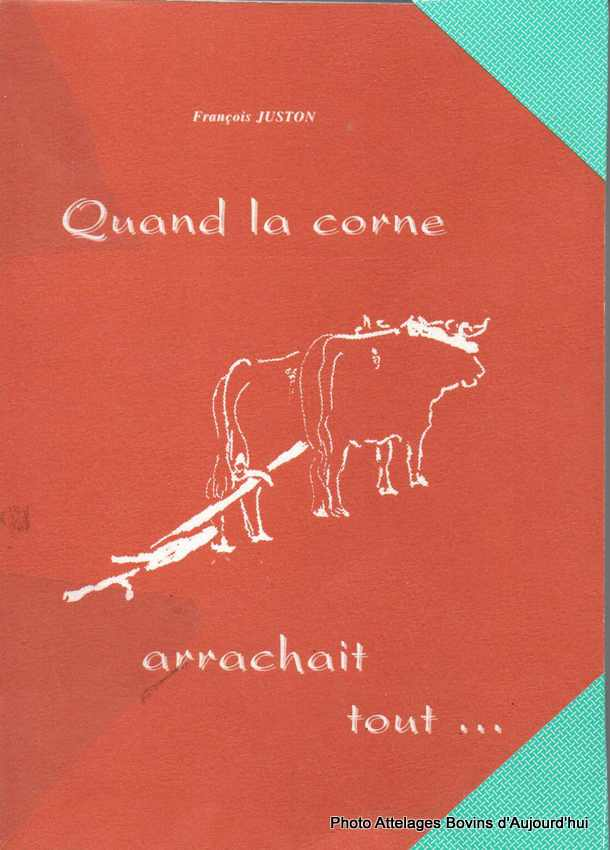 François JUSTON
Quand la corne
arrachait
tout ...
Photo Attelages Bovins d'Aujourd'hui